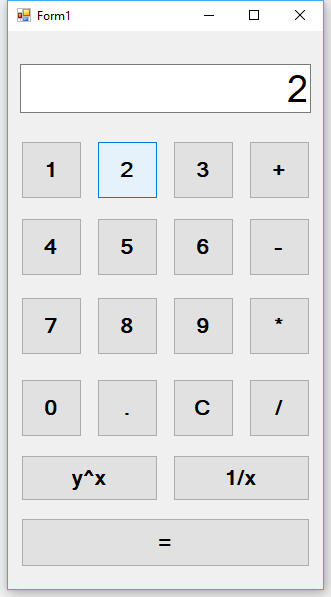 Form1
2
1 2 3 +
4 5 6 -
7 8 9 *
0 . C /
y^x 1/x
=